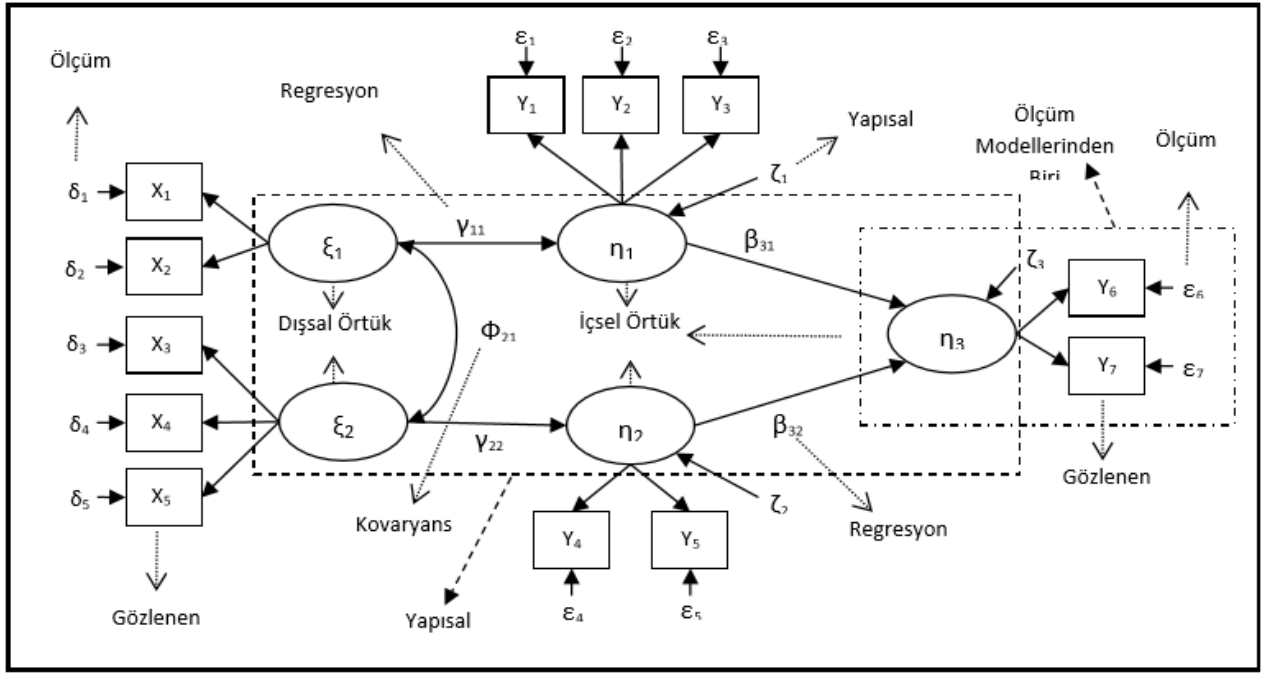 Ölçüm
Regresyon
ε₁ ε₂ ε₃
Y₁ Y₂ Y₃
Yapısal
Ölçüm
Modellerinden
Biri
Ölçüm
δ₁ X₁
δ₂ X₂
δ₃ X₃
δ₄ X₄
δ₅ X₅
ξ₁
γ₁₁
η₁
ζ₁
β₃₁
ζ₃
Y₆ ε₆
η₃
Y₇ ε₇
Dışsal Örtük
Φ₂₁
İçsel Örtük
ξ₂
γ₂₂
η₂
β₃₂
ζ₂
Gözlenen
Kovaryans
Regresyon
Y₄ Y₅
ε₄ ε₅
Gözlenen
Yapısal